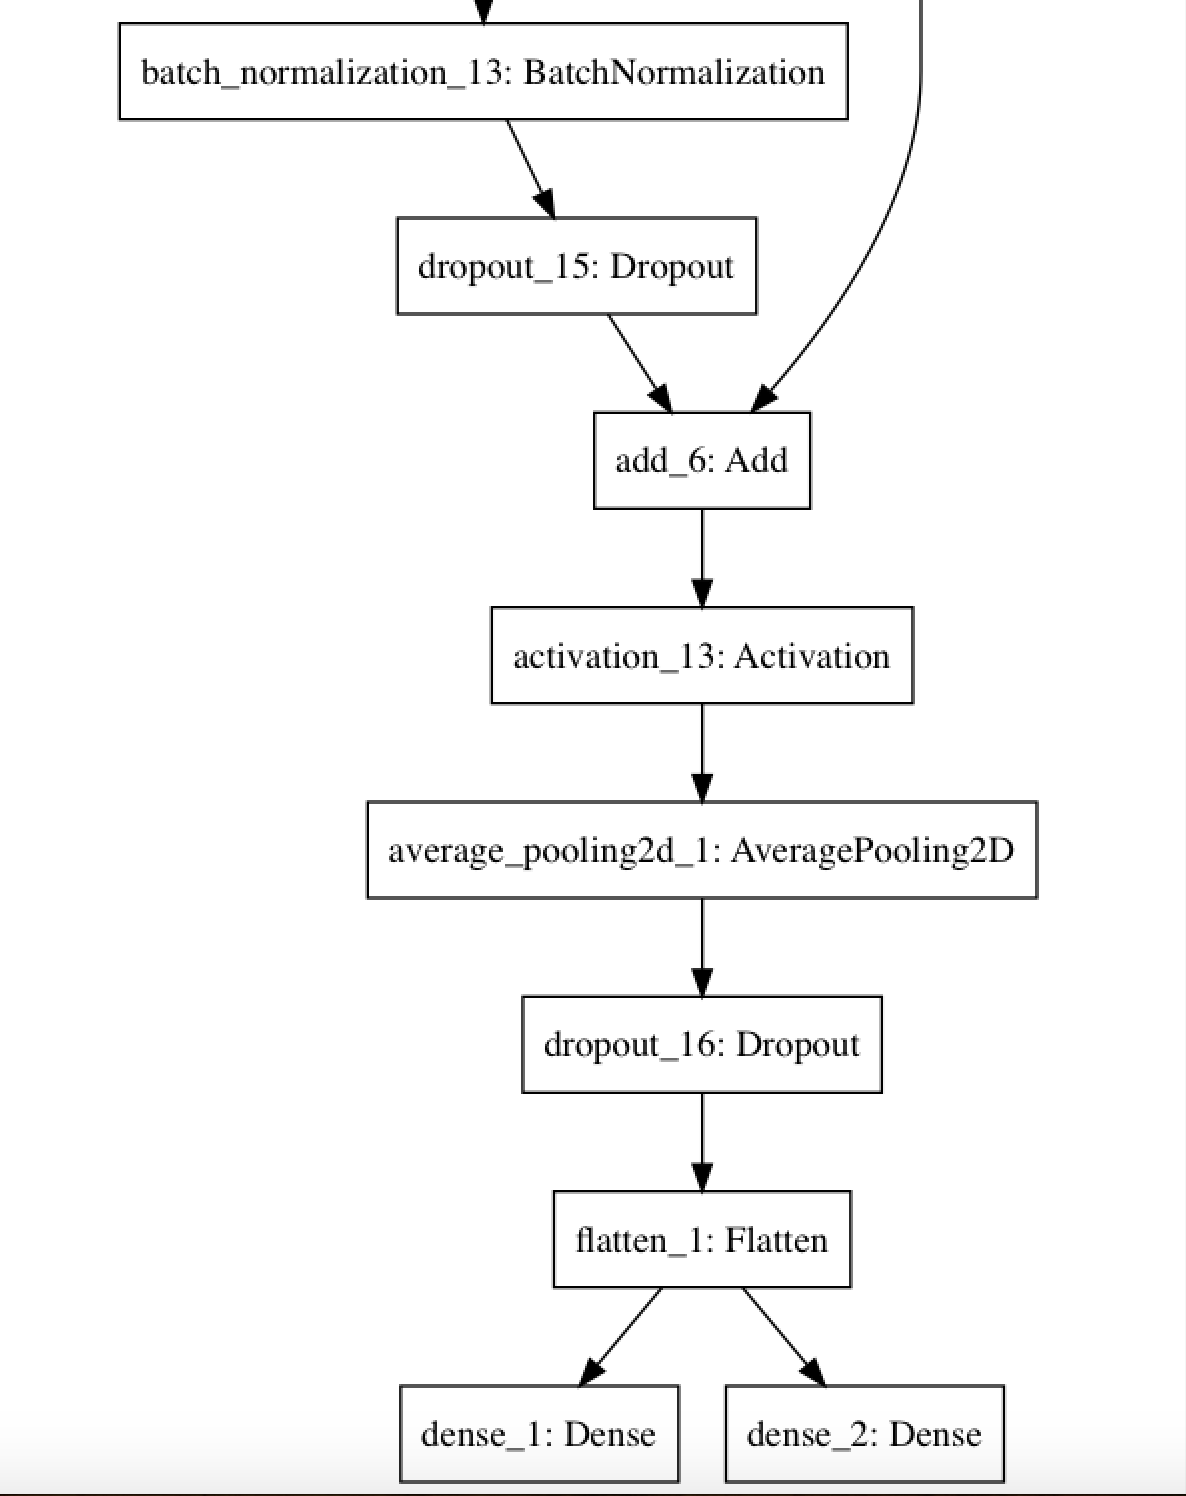 batch_normalization_13: BatchNormalization
dropout_15: Dropout
add_6: Add
activation_13: Activation
average_pooling2d_1: AveragePooling2D
dropout_16: Dropout
flatten_1: Flatten
dense_1: Dense
dense_2: Dense